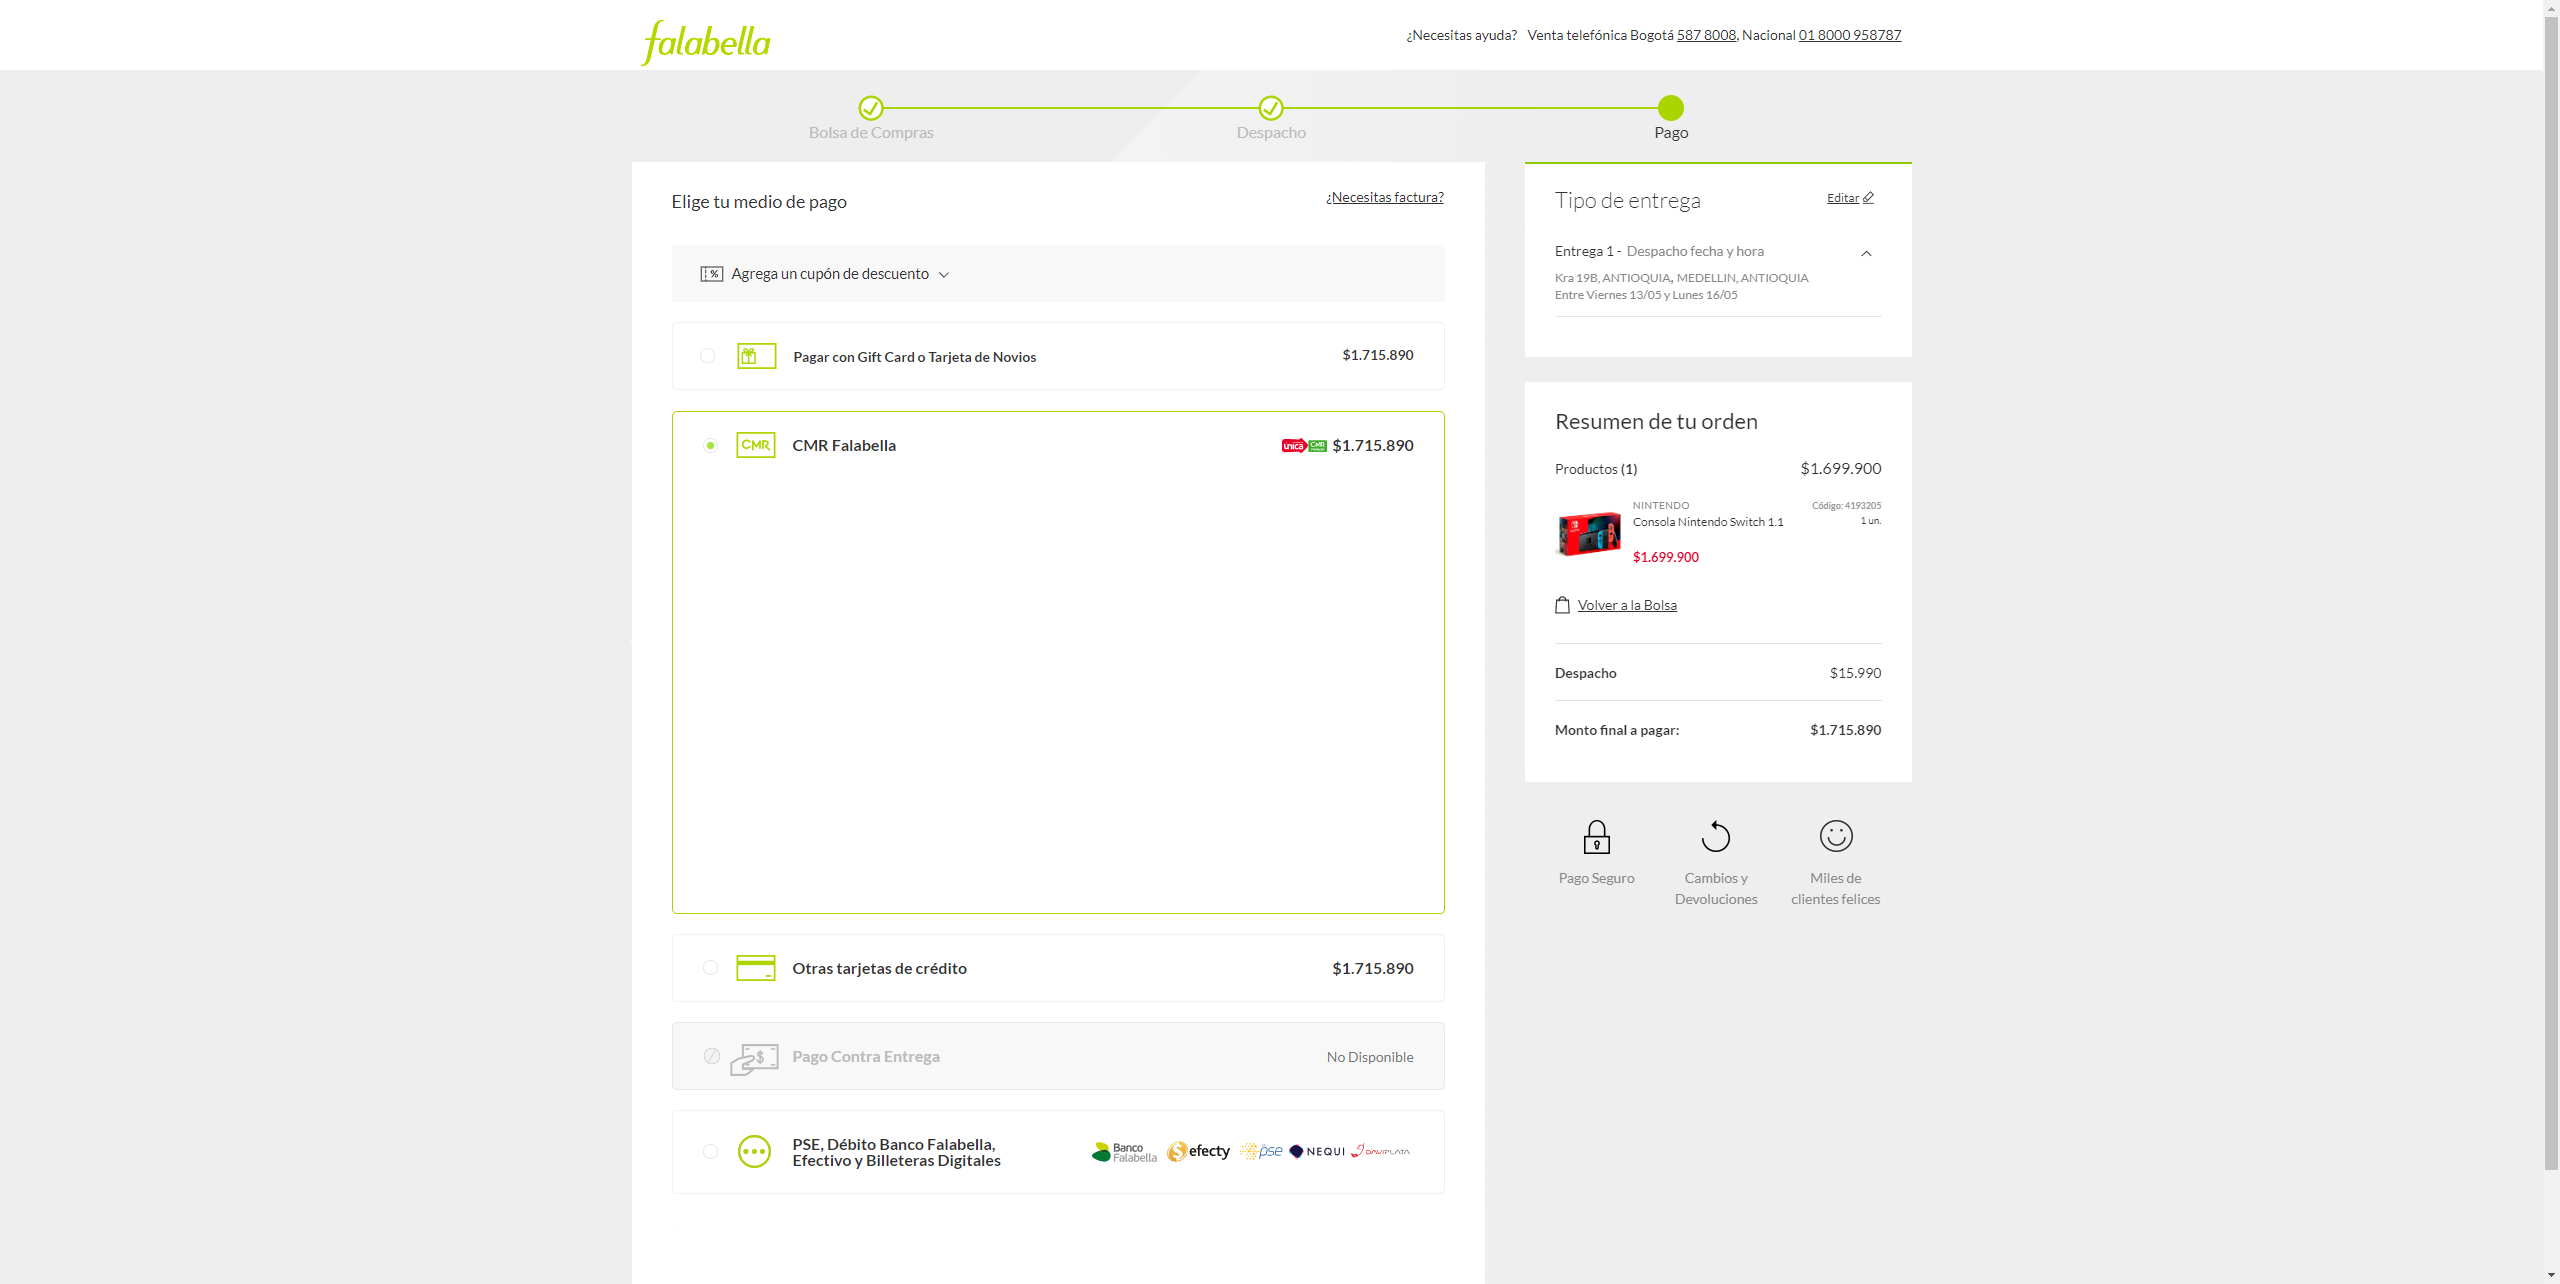 falabella
¿Necesitas ayuda? Venta telefónica Bogotá 587 8008, Nacional 01 8000 958787
Bolsa de Compras
Despacho
Pago
Elige tu medio de pago
¿Necesitas factura?
Agrega un cupón de descuento
Pagar con Gift Card o Tarjeta de Novios
$1.715.890
CMR
CMR Falabella
unica
CMR
$1.715.890
Otras tarjetas de crédito
$1.715.890
Pago Contra Entrega
No Disponible
PSE, Débito Banco Falabella,
Efectivo y Billeteras Digitales
Banco
Falabella
efecty
pse
NEQUI
DAVIPLATA
Tipo de entrega
Editar
Entrega 1 - Despacho fecha y hora
Kra 19B, ANTIOQUIA, MEDELLIN, ANTIOQUIA
Entre Viernes 13/05 y Lunes 16/05
Resumen de tu orden
Productos (1)
$1.699.900
NINTENDO
Código: 4193205
Consola Nintendo Switch 1.1
1 un.
$1.699.900
Volver a la Bolsa
Despacho
$15.990
Monto final a pagar:
$1.715.890
Pago Seguro
Cambios y
Devoluciones
Miles de
clientes felices